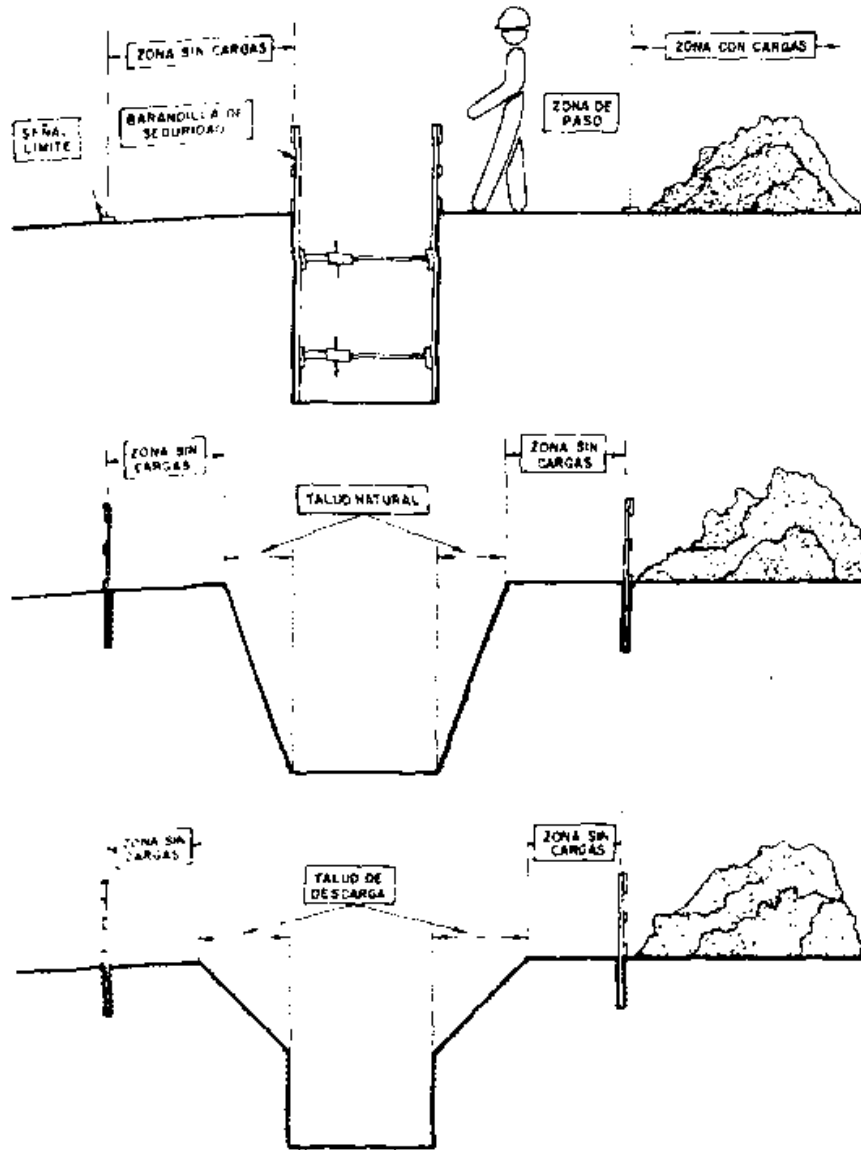 ZONA SIN CARGAS
ZONA CON CARGAS
SEÑAL
LIMITE
BARANDILLA DE
SEGURIDAD
ZONA DE
PASO
ZONA SIN
CARGAS
ZONA SIN
CARGAS
TALUD NATURAL
ZONA SIN
CARGAS
ZONA SIN
CARGAS
TALUD DE
DESCARGA